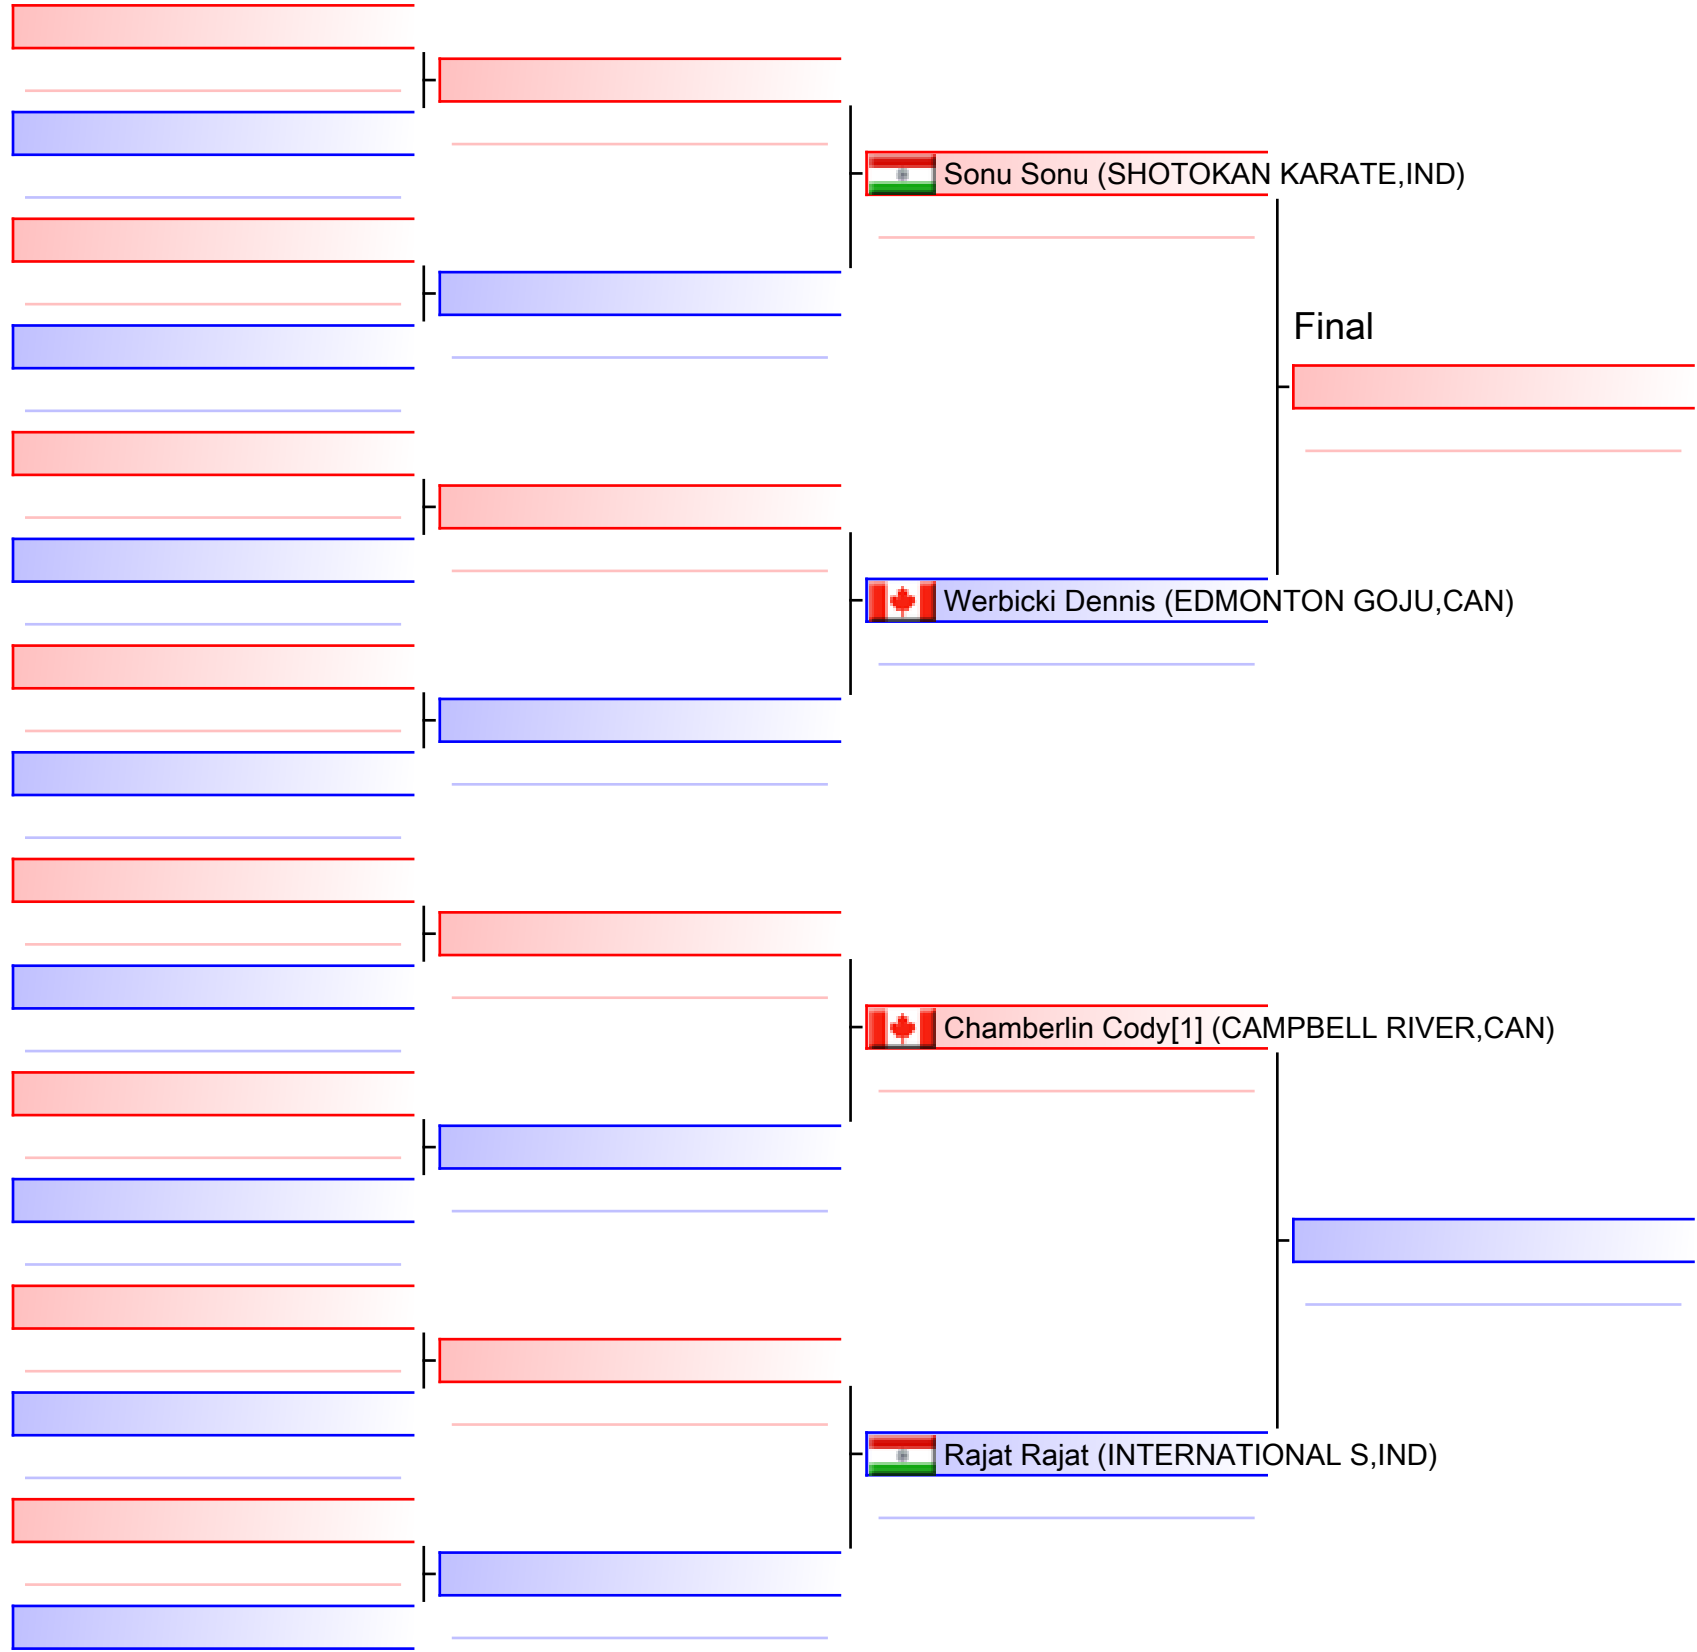 Sonu Sonu (SHOTOKAN KARATE,IND)
Final
Werbicki Dennis (EDMONTON GOJU,CAN)
Chamberlin Cody[1] (CAMPBELL RIVER,CAN)
Rajat Rajat (INTERNATIONAL S,IND)